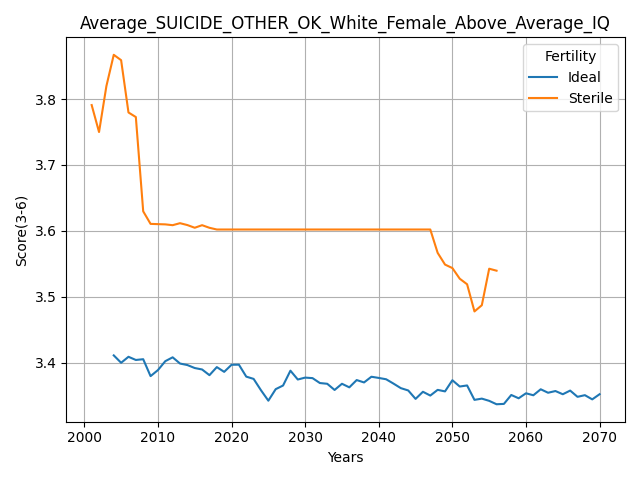 Average_SUICIDE_OTHER_OK_White_Female_Above_Average_IQ
Fertility
Ideal
Sterile
3.8
3.7
3.6
3.5
3.4
Score(3-6)
2000 2010 2020 2030 2040 2050 2060 2070
Years